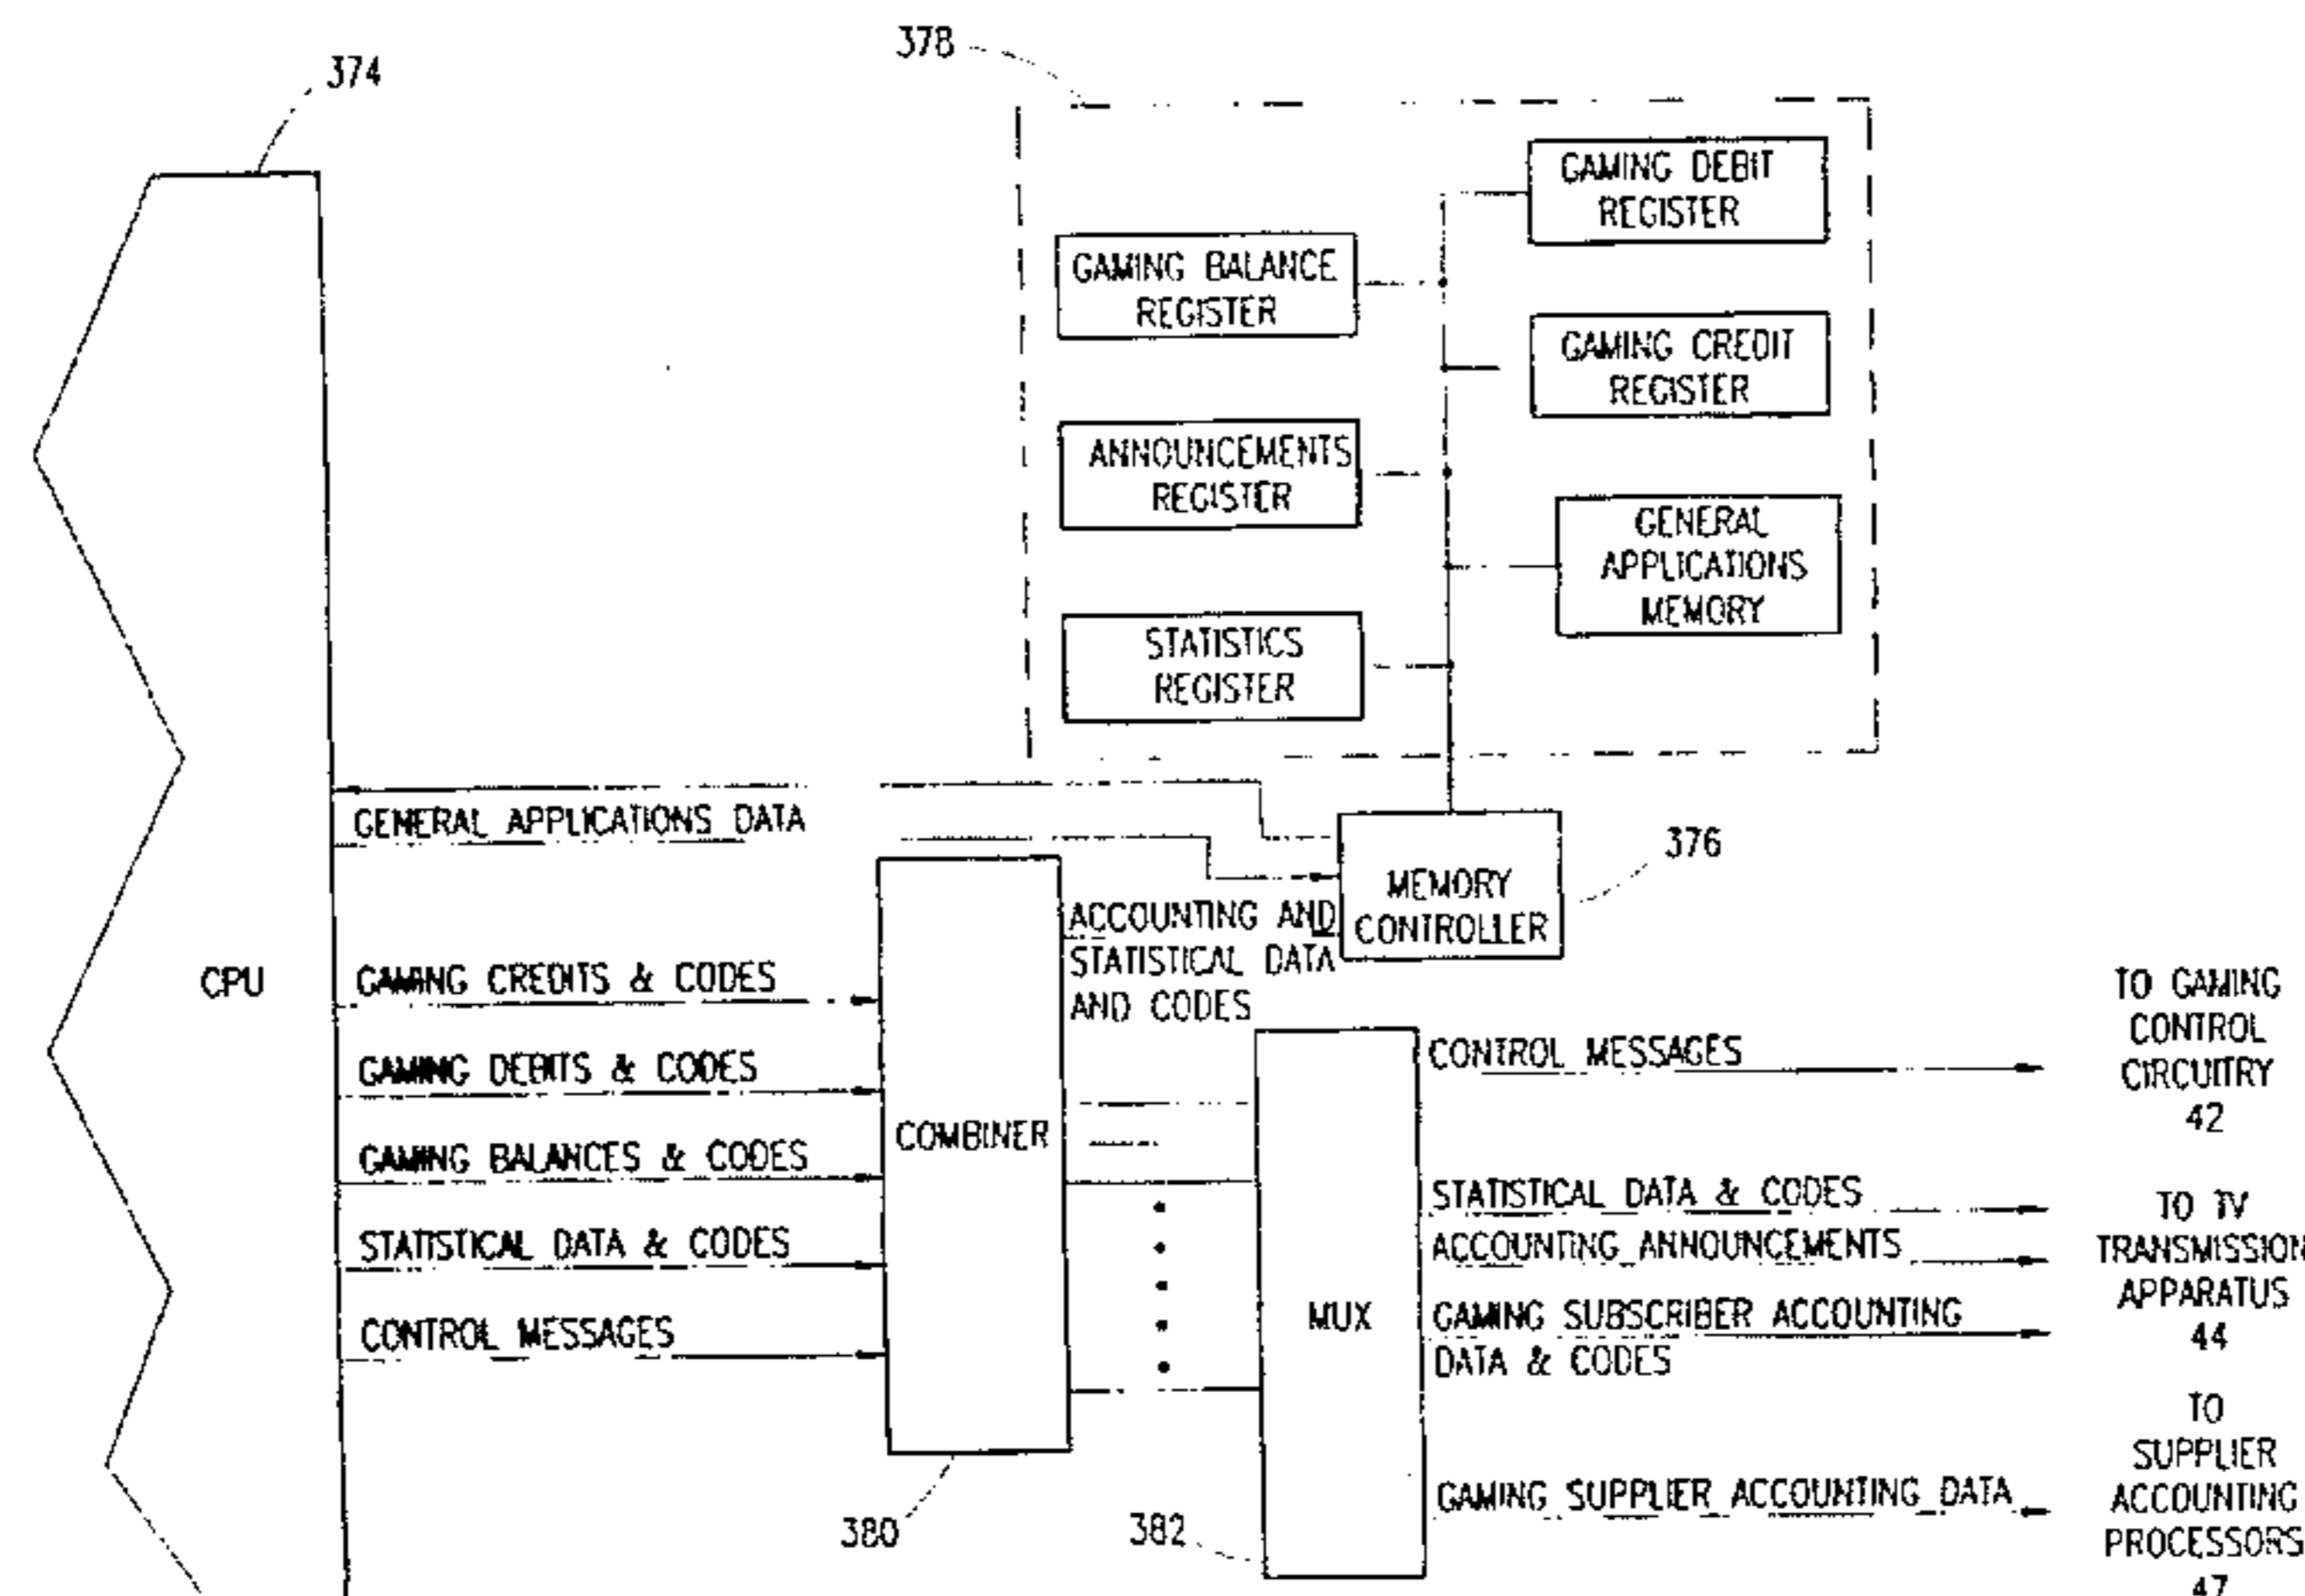 374
378
GAMING DEBIT
REGISTER
GAMING BALANCE
REGISTER
GAMING CREDIT
REGISTER
ANNOUNCEMENTS
REGISTER
GENERAL
APPLICATIONS
MEMORY
STATISTICS
REGISTER
GENERAL APPLICATIONS DATA
376
MEMORY
CONTROLLER
ACCOUNTING AND
STATISTICAL DATA
AND CODES
CPU
GAMING CREDITS & CODES
GAMING DEBITS & CODES
GAMING BALANCES & CODES
STATISTICAL DATA & CODES
CONTROL MESSAGES
COMBINER
380
MUX
382
CONTROL MESSAGES
TO GAMING
CONTROL
CIRCUITRY
42
STATISTICAL DATA & CODES
ACCOUNTING ANNOUNCEMENTS
GAMING SUBSCRIBER ACCOUNTING
DATA & CODES
TO TV
TRANSMISSION
APPARATUS
44
GAMING SUPPLIER ACCOUNTING DATA
TO
SUPPLIER
ACCOUNTING
PROCESSORS
47